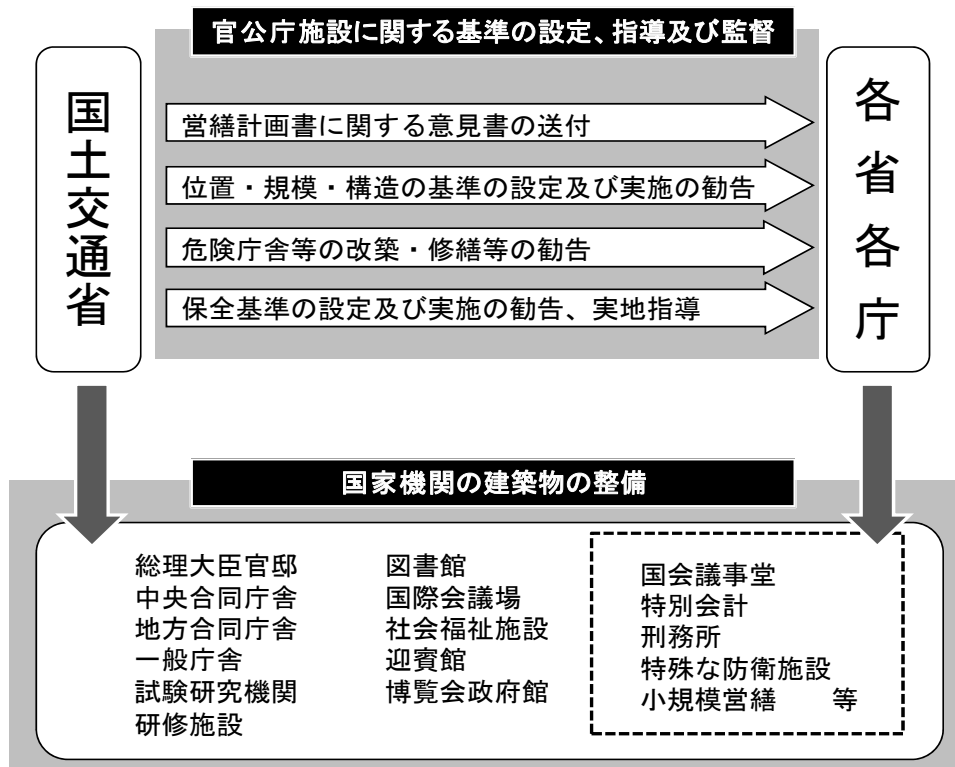 官公庁施設に関する基準の設定、指導及び監督
国土交通省
営繕計画書に関する意見書の送付
位置・規模・構造の基準の設定及び実施の勧告
危険庁舎等の改築・修繕等の勧告
保全基準の設定及び実施の勧告、実地指導
各省各庁
国家機関の建築物の整備
総理大臣官邸
中央合同庁舎
地方合同庁舎
一般庁舎
試験研究機関
研修施設
図書館
国際会議場
社会福祉施設
迎賓館
博覧会政府館
国会議事堂
特別会計
刑務所
特殊な防衛施設
小規模営繕　　等